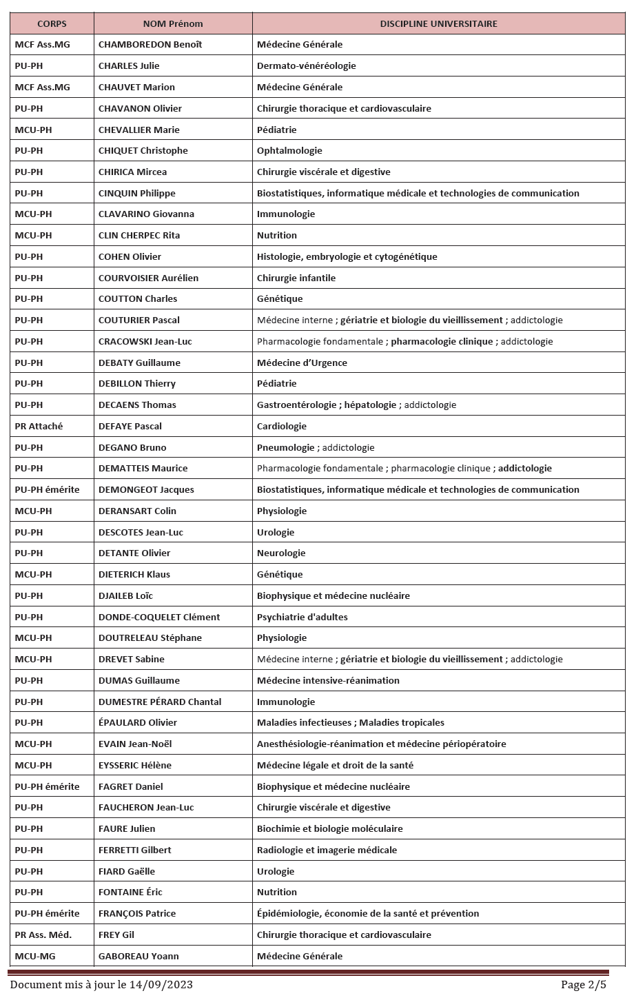 CORPS NOM Prénom DISCIPLINE UNIVERSITAIRE
MCF Ass.MG CHAMBOREDON Benoît Médecine Générale
PU-PH CHARLES Julie Dermato-vénéréologie
MCF Ass.MG CHAUVET Marion Médecine Générale
PU-PH CHAVANON Olivier Chirurgie thoracique et cardiovasculaire
MCU-PH CHEVALLIER Marie Pédiatrie
PU-PH CHIQUET Christophe Ophtalmologie
PU-PH CHIRICA Mircea Chirurgie viscérale et digestive
PU-PH CINQUIN Philippe Biostatistiques, informatique médicale et technologies de communication
MCU-PH CLAVARINO Giovanna Immunologie
MCU-PH CLIN CHERPEC Rita Nutrition
PU-PH COHEN Olivier Histologie, embryologie et cytogénétique
PU-PH COURVOISIER Aurélien Chirurgie infantile
PU-PH COUTTON Charles Génétique
PU-PH COUTURIER Pascal Médecine interne ; gériatrie et biologie du vieillissement ; addictologie
PU-PH CRACOWSKI Jean-Luc Pharmacologie fondamentale ; pharmacologie clinique ; addictologie
PU-PH DEBATY Guillaume Médecine d’Urgence
PU-PH DEBILLON Thierry Pédiatrie
PU-PH DECAENS Thomas Gastroentérologie ; hépatologie ; addictologie
PR Attaché DEFAYE Pascal Cardiologie
PU-PH DEGANO Bruno Pneumologie ; addictologie
PU-PH DEMATTEIS Maurice Pharmacologie fondamentale ; pharmacologie clinique ; addictologie
PU-PH émérite DEMONGEOT Jacques Biostatistiques, informatique médicale et technologies de communication
MCU-PH DERANSART Colin Physiologie
PU-PH DESCOTES Jean-Luc Urologie
PU-PH DETANTE Olivier Neurologie
MCU-PH DIETERICH Klaus Génétique
PU-PH DJAILEB Loïc Biophysique et médecine nucléaire
PU-PH DONDE-COQUELET Clément Psychiatrie d'adultes
MCU-PH DOUTRELEAU Stéphane Physiologie
MCU-PH DREVET Sabine Médecine interne ; gériatrie et biologie du vieillissement ; addictologie
PU-PH DUMAS Guillaume Médecine intensive-réanimation
PU-PH DUMESTRE PÉRARD Chantal Immunologie
PU-PH ÉPAULARD Olivier Maladies infectieuses ; Maladies tropicales
MCU-PH EVAIN Jean-Noël Anesthésiologie-réanimation et médecine périopératoire
MCU-PH EYSSERIC Hélène Médecine légale et droit de la santé
PU-PH émérite FAGRET Daniel Biophysique et médecine nucléaire
PU-PH FAUCHERON Jean-Luc Chirurgie viscérale et digestive
PU-PH FAURE Julien Biochimie et biologie moléculaire
PU-PH FERRETTI Gilbert Radiologie et imagerie médicale
PU-PH FIARD Gaëlle Urologie
PU-PH FONTAINE Éric Nutrition
PU-PH émérite FRANÇOIS Patrice Épidémiologie, économie de la santé et prévention
PR Ass. Méd. FREY Gil Chirurgie thoracique et cardiovasculaire
MCU-MG GABOREAU Yoann Médecine Générale
Document mis à jour le 14/09/2023 Page 2/5